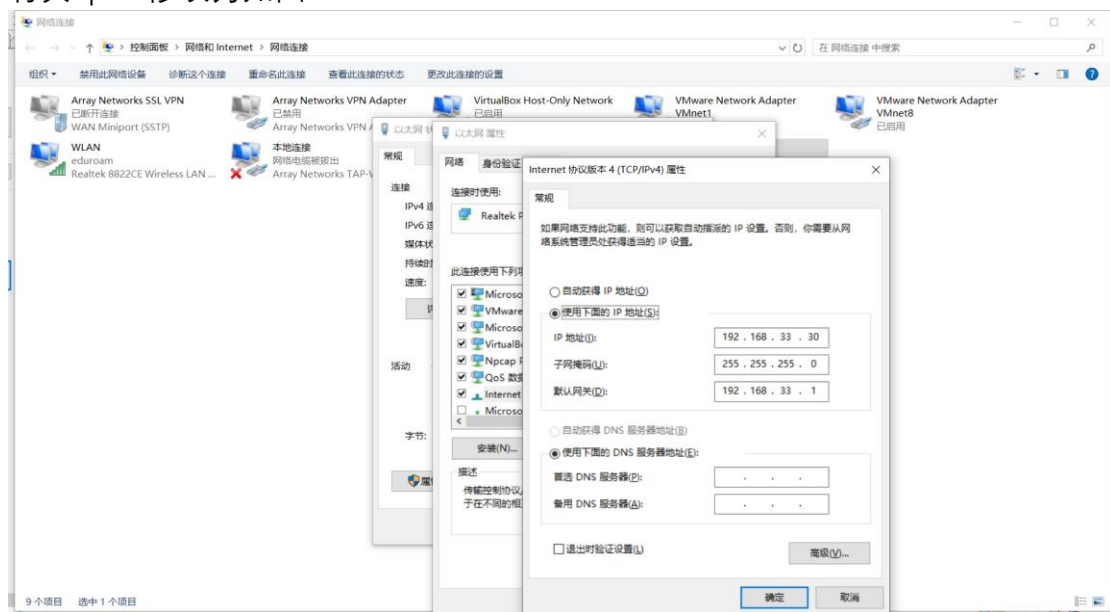 网络连接
控制面板 > 网络和 Internet > 网络连接
在 网络连接 中搜索
组织 禁用此网络设备 诊断这个连接 重命名此连接 查看此连接的状态 更改此连接的设置
Array Networks SSL VPN
已断开连接
WAN Miniport (SSTP)
Array Networks VPN Adapter
已禁用
Array Networks VPN
VirtualBox Host-Only Network
已启用
VMware Network Adapter
VMnet1
VMware Network Adapter
VMnet8
已启用
WLAN
eduroam
Realtek 8822CE Wireless LAN ...
本地连接
网络电缆被拔出
Array Networks TAP-
以太网
常规
连接
IPv4
IPv6
媒体
持续
速度:
活动
字节:
以太网 属性
网络 身份验证
连接时使用:
Realtek
此连接使用下列
Microso
VMware
Microso
VirtualB
Npcap
QoS
Internet
Microso
安装(N)...
描述
传输控制协议
于在不同的相
Internet 协议版本 4 (TCP/IPv4) 属性
常规
如果网络支持此功能，则可以获取自动指派的 IP 设置。否则，你需要从网
络系统管理员处获得适当的 IP 设置。
自动获得 IP 地址(O)
使用下面的 IP 地址(S):
IP 地址(I): 192 . 168 . 33 . 30
子网掩码(U): 255 . 255 . 255 . 0
默认网关(D): 192 . 168 . 33 . 1
自动获得 DNS 服务器地址(B)
使用下面的 DNS 服务器地址(E):
首选 DNS 服务器(P):
备用 DNS 服务器(A):
退出时验证设置(L)
高级(V)...
确定 取消
9 个项目 选中 1 个项目